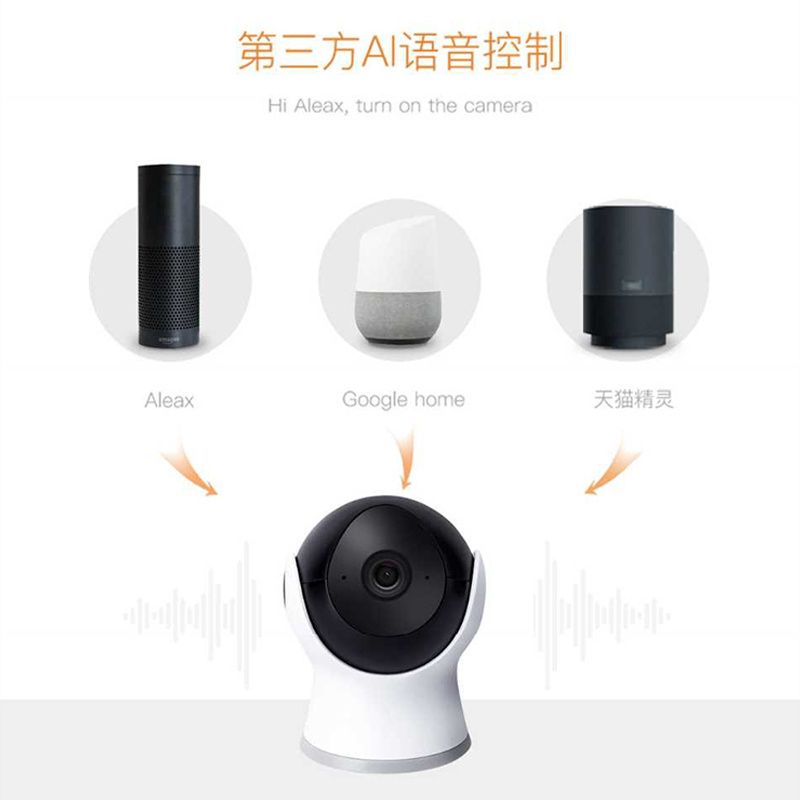 第三方AI语音控制
Hi Aleax, turn on the camera
amazon
Aleax
Google home
天猫精灵